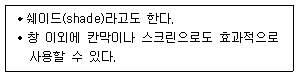 • 쉐이드(shade)라고도 한다.
• 창 이외에 칸막이나 스크린으로도 효과적으로
사용할 수 있다.